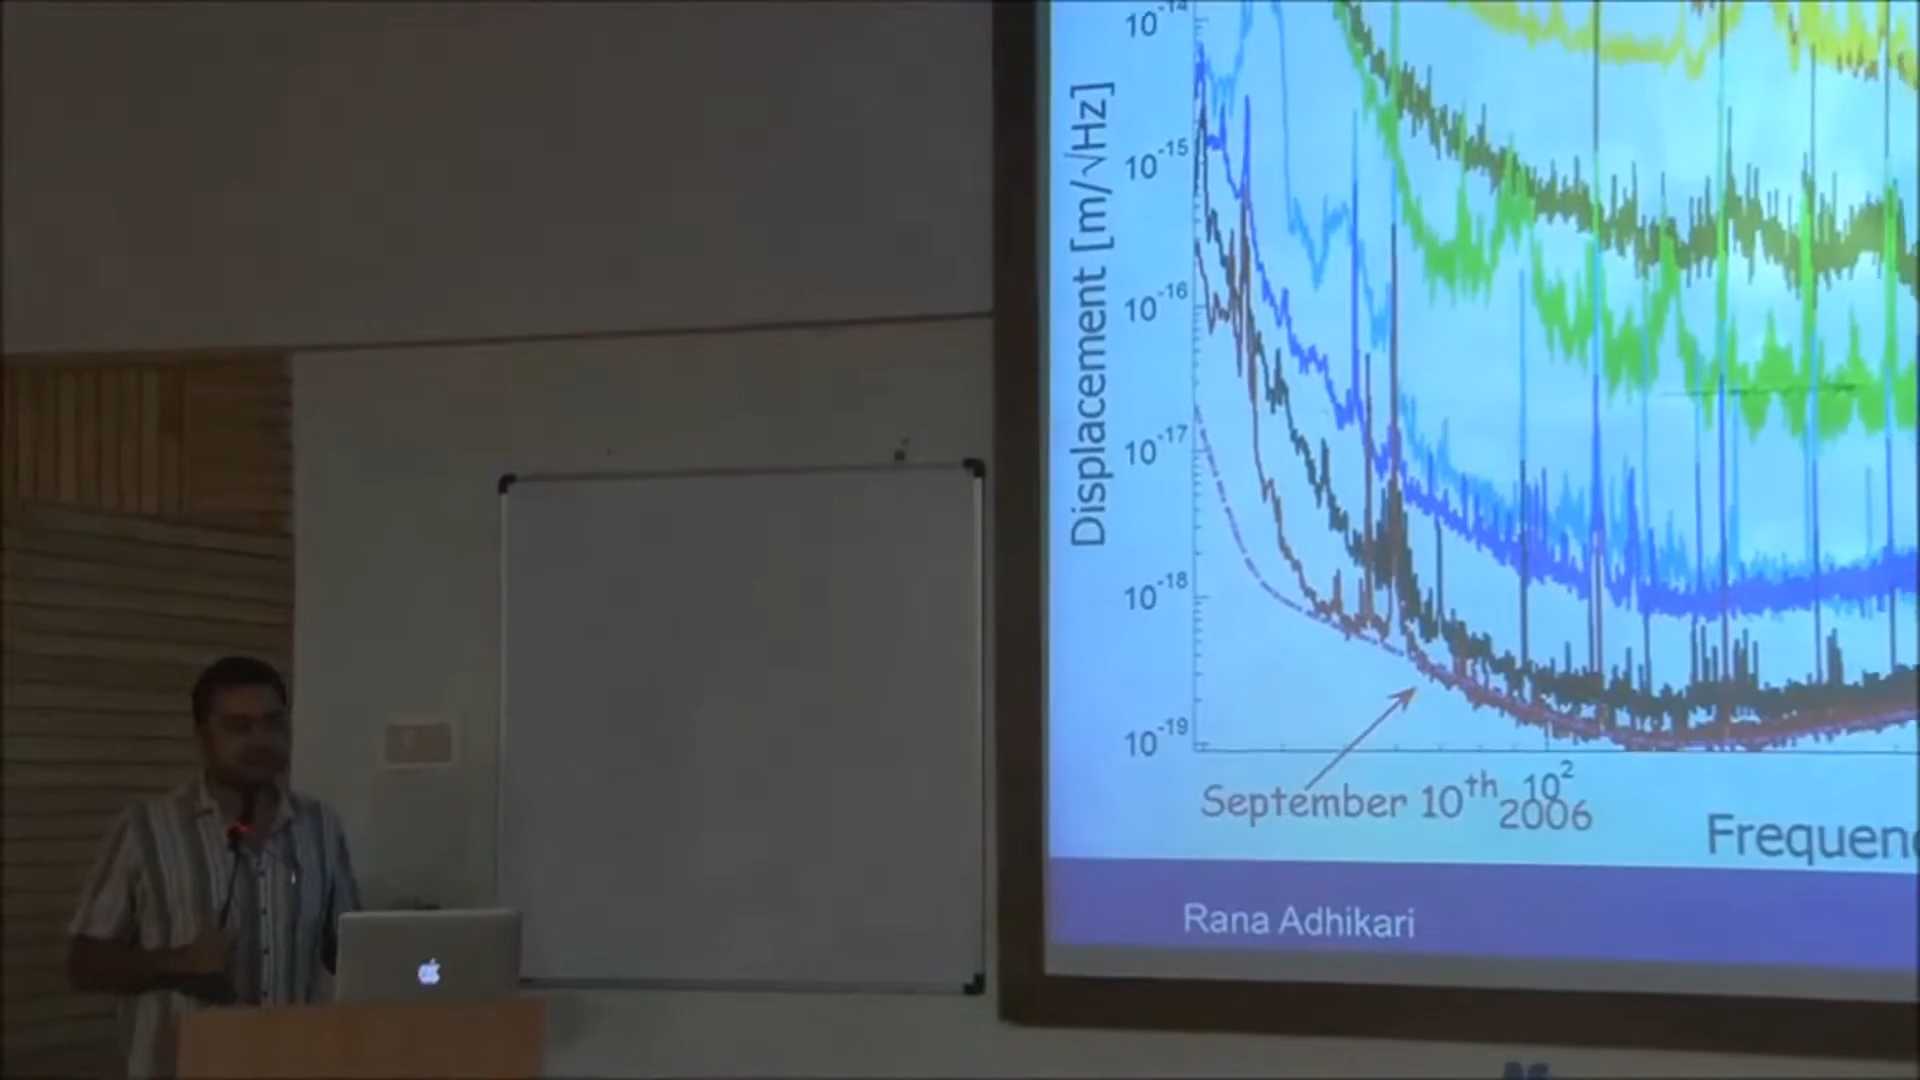 10-14
10-15
10-16
10-17
10-18
10-19
Displacement [m/√Hz]
10²
September 10th 2006
Rana Adhikari